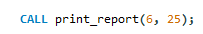 CALL print_report(6, 25);